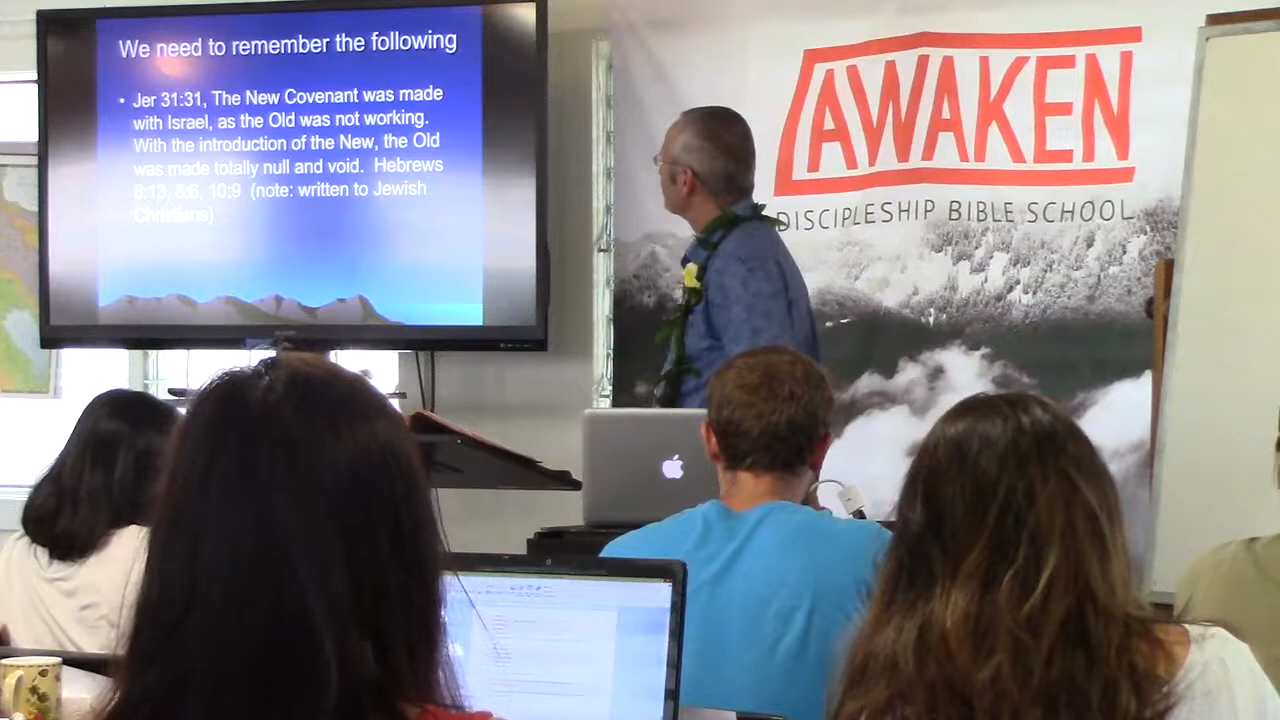 We need to remember the following
• Jer 31:31, The New Covenant was made
with Israel, as the Old was not working.
With the introduction of the New, the Old
was made totally null and void. Hebrews
8:13, 8:6, 10:9 (note: written to Jewish
Christians)
AWAKEN
DISCIPLESHIP BIBLE SCHOOL